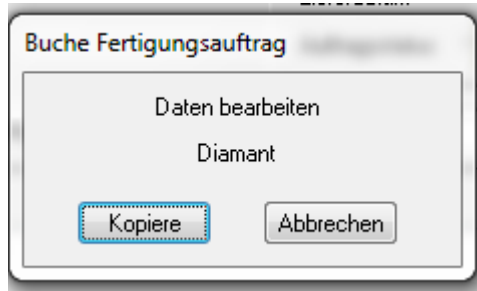 Buche Fertigungsauftrag
Daten bearbeiten
Diamant
Kopiere
Abbrechen